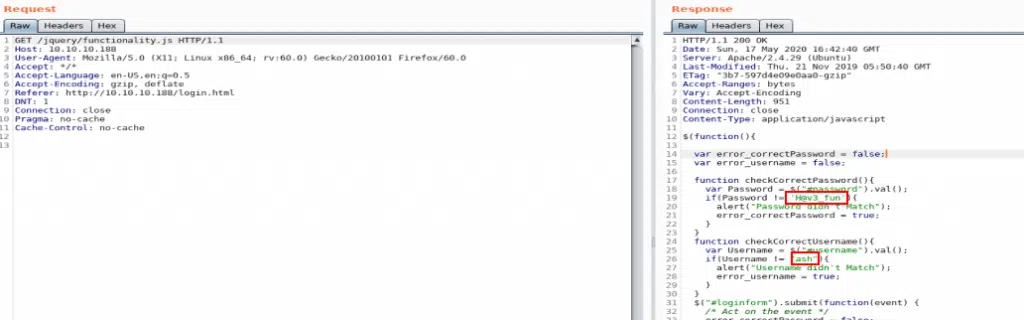 Request
Raw Headers Hex
1 GET /jquery/functionality.js HTTP/1.1
2 Host: 10.10.10.188
3 User-Agent: Mozilla/5.0 (X11; Linux x86_64; rv:60.0) Gecko/20100101 Firefox/60.0
4 Accept: */*
5 Accept-Language: en-US,en;q=0.5
6 Accept-Encoding: gzip, deflate
7 Referer: http://10.10.10.188/login.html
8 DNT: 1
9 Connection: close
10 Pragma: no-cache
11 Cache-Control: no-cache
12
13
Response
Raw Headers Hex
1 HTTP/1.1 200 OK
2 Date: Sun, 17 May 2020 16:42:40 GMT
3 Server: Apache/2.4.29 (Ubuntu)
4 Last-Modified: Thu, 21 Nov 2019 05:50:40 GMT
5 ETag: "3b7-597d4e09e0aa0-gzip"
6 Accept-Ranges: bytes
7 Vary: Accept-Encoding
8 Content-Length: 951
9 Connection: close
10 Content-Type: application/javascript
11
12 $(function(){
13
14 var error_correctPassword = false;
15 var error_username = false;
16
17 function checkCorrectPassword(){
18 var Password = $("#password").val();
19 if(Password != 'H@v3_fun'){
20 alert("Password didn't Match");
21 error_correctPassword = true;
22 }
23 }
24 function checkCorrectUsername(){
25 var Username = $("#username").val();
26 if(Username != "ash"){
27 alert("Username didn't Match");
28 error_username = true;
29 }
30 }
31 $("#loginform").submit(function(event) {
32 /* Act on the event */
33 error_correctPassword = false;